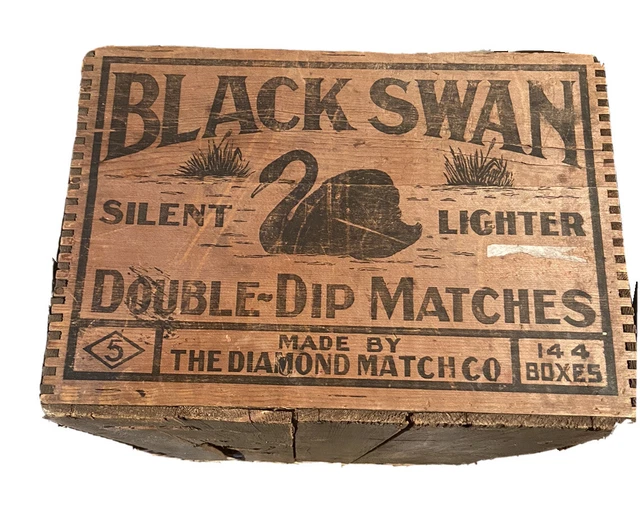 BLACK SWAN
SILENT LIGHTER
DOUBLE-DIP MATCHES
5
MADE BY
THE DIAMOND MATCH CO
144
BOXES